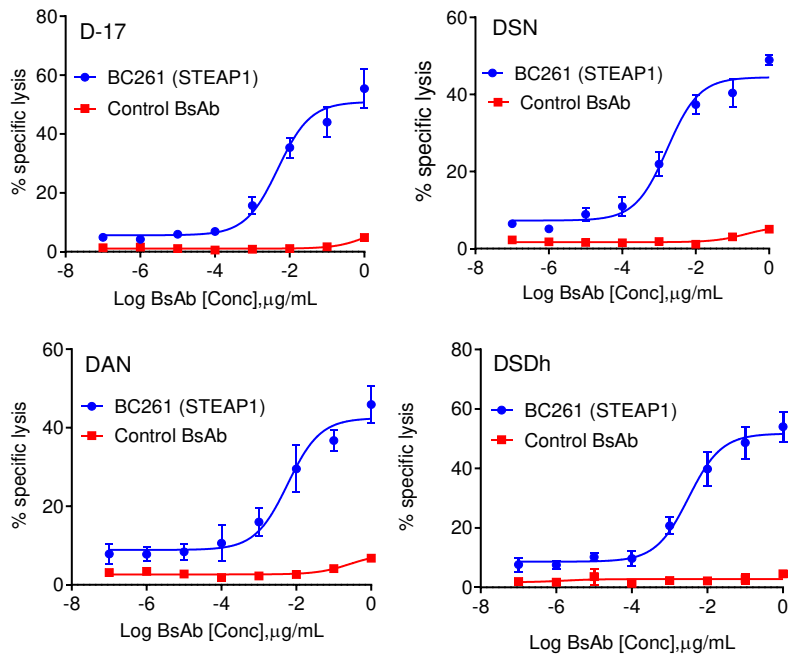 D-17
BC261 (STEAP1)
Control BsAb
% specific lysis
80
60
40
20
0
-8
-6
-4
-2
0
Log BsAb [Conc],μg/mL
DSN
BC261 (STEAP1)
Control BsAb
% specific lysis
60
40
20
0
-8
-6
-4
-2
0
Log BsAb [Conc],μg/mL
DAN
BC261 (STEAP1)
Control BsAb
% specific lysis
60
40
20
0
-8
-6
-4
-2
0
Log BsAb [Conc],μg/mL
DSDh
BC261 (STEAP1)
Control BsAb
% specific lysis
80
60
40
20
0
-8
-6
-4
-2
0
Log BsAb [Conc],μg/mL